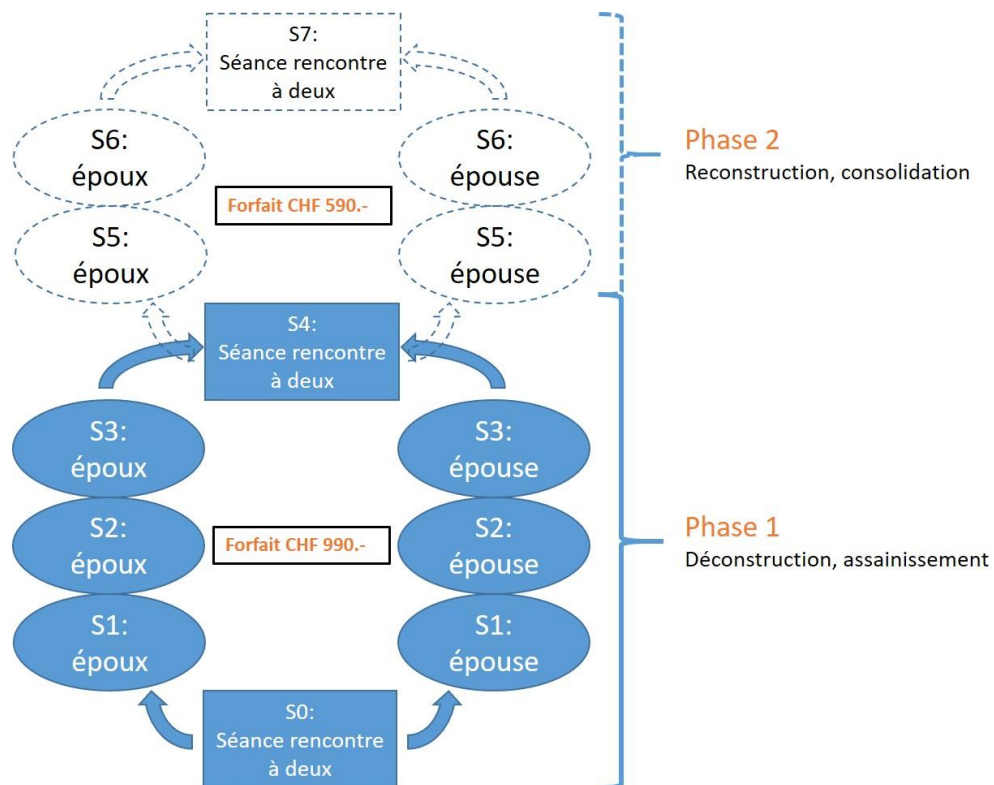 S7:
Séance rencontre
à deux
S6:
époux
S6:
épouse
Phase 2
Reconstruction, consolidation
Forfait CHF 590.-
S5:
époux
S5:
épouse
S4:
Séance rencontre
à deux
S3:
époux
S3:
épouse
S2:
époux
Forfait CHF 990.-
S2:
épouse
Phase 1
Déconstruction, assainissement
S1:
époux
S1:
épouse
S0:
Séance rencontre
à deux